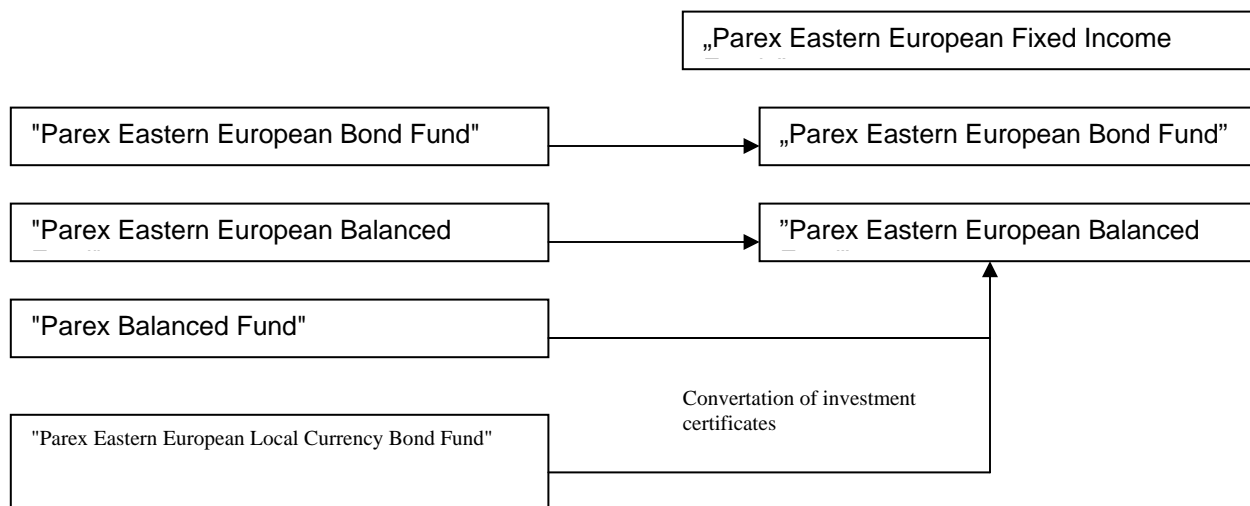 „Parex Eastern European Fixed Income
"Parex Eastern European Bond Fund"
„Parex Eastern European Bond Fund”
"Parex Eastern European Balanced
”Parex Eastern European Balanced
"Parex Balanced Fund"
Convertation of investment
certificates
"Parex Eastern European Local Currency Bond Fund"